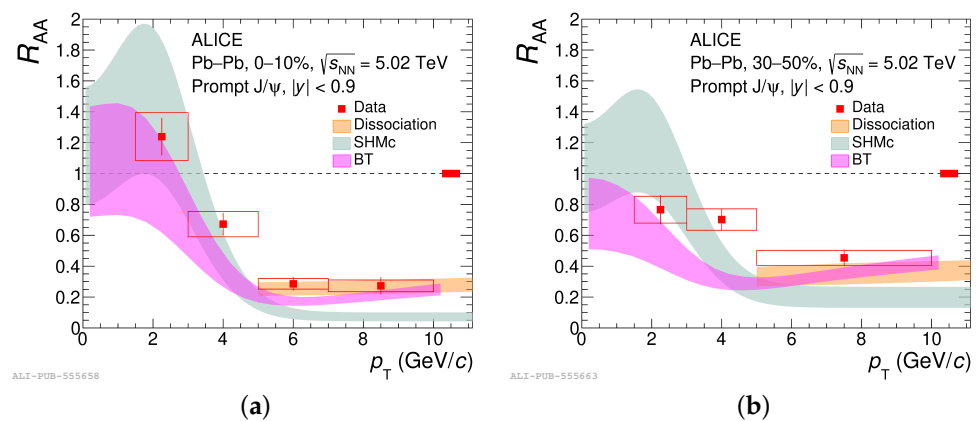 R_AA
2
1.8
1.6
1.4
1.2
1
0.8
0.6
0.4
0.2
0
ALICE
Pb–Pb, 0–10%, √s_NN = 5.02 TeV
Prompt J/ψ, |y| < 0.9
Data
Dissociation
SHMc
BT
0 2 4 6 8 10
p_T (GeV/c)
ALI-PUB-555658
(a)
R_AA
2
1.8
1.6
1.4
1.2
1
0.8
0.6
0.4
0.2
0
ALICE
Pb–Pb, 30–50%, √s_NN = 5.02 TeV
Prompt J/ψ, |y| < 0.9
Data
Dissociation
SHMc
BT
0 2 4 6 8 10
p_T (GeV/c)
ALI-PUB-555663
(b)